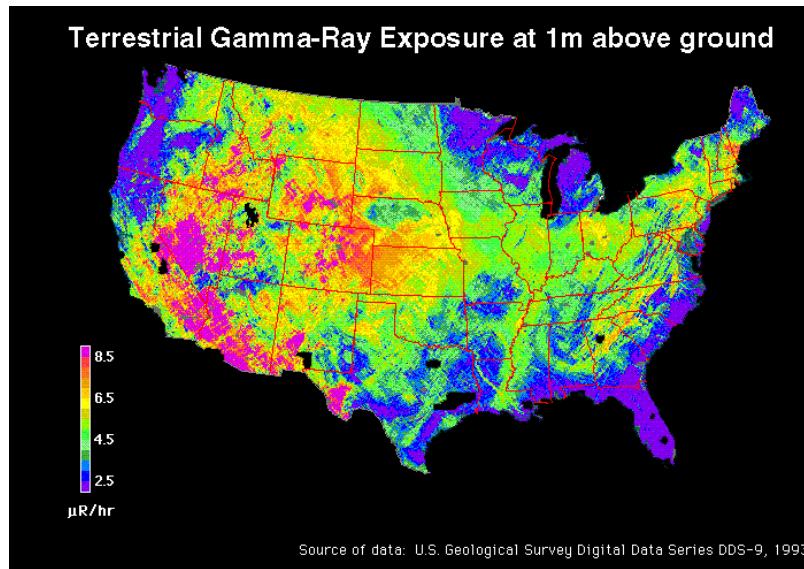 Terrestrial Gamma-Ray Exposure at 1m above ground
8.5
6.5
4.5
2.5
μR/hr
Source of data: U.S. Geological Survey Digital Data Series DDS-9, 1993